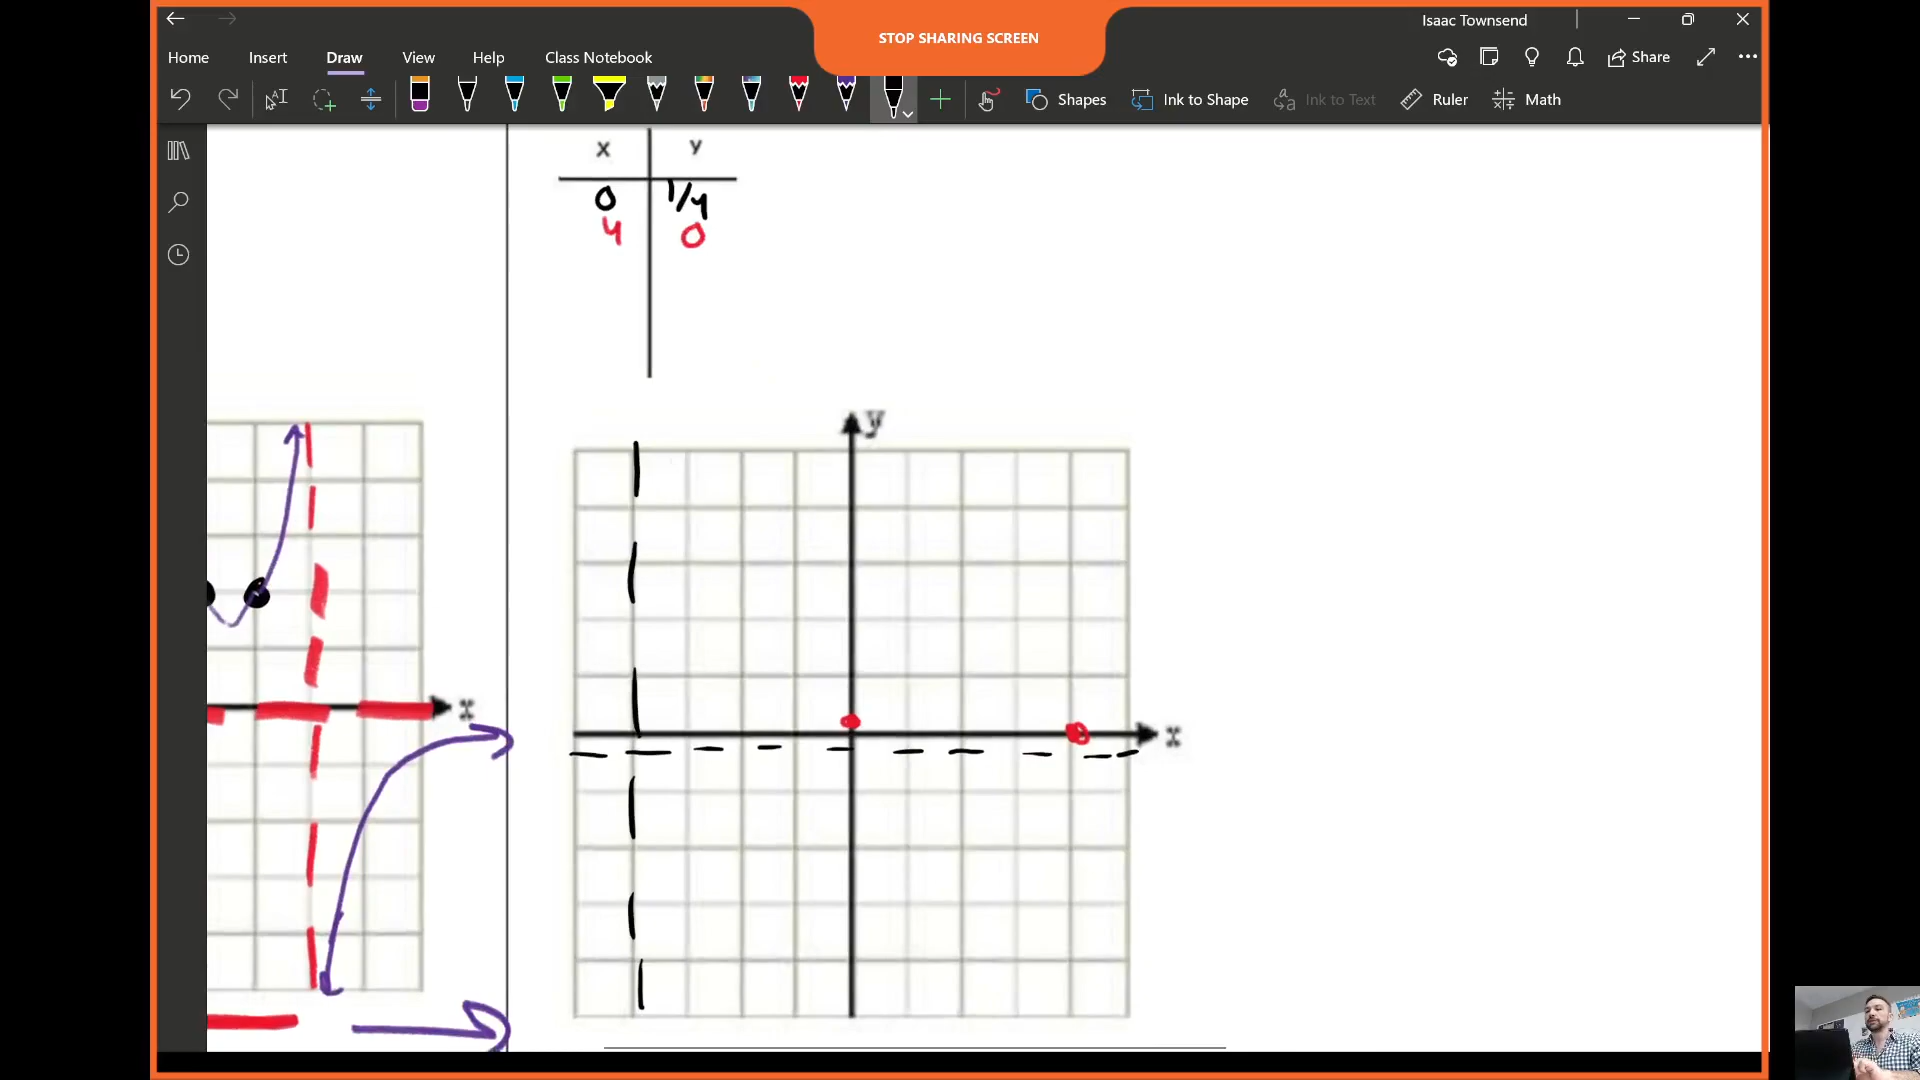 STOP SHARING SCREEN
Isaac Townsend
Home Insert Draw View Help Class Notebook
Share
Shapes Ink to Shape Ink to Text Ruler Math
x y
0 1/4
4 0
y
x
x